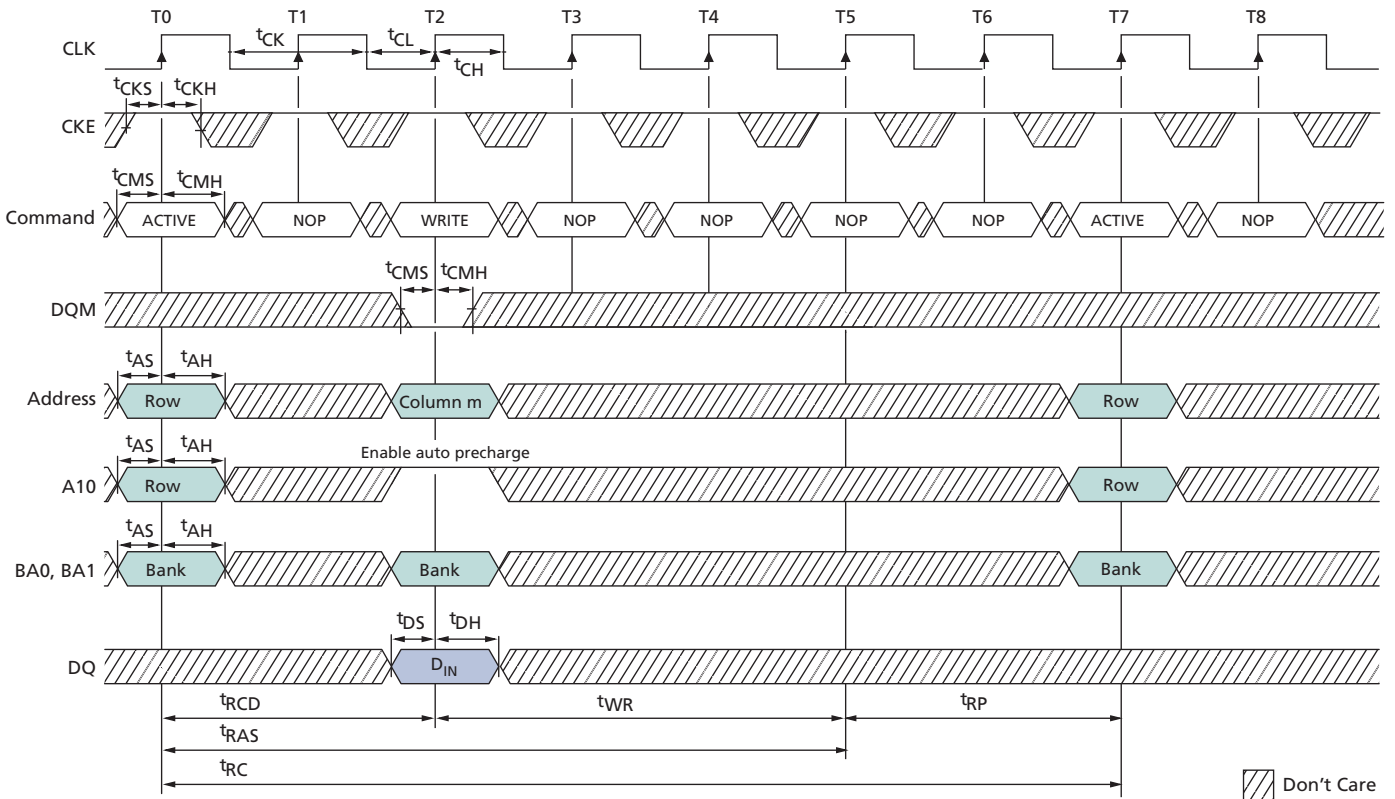 T0 T1 T2 T3 T4 T5 T6 T7 T8
CLK
tCK tCL
tCH
tCKS tCKH
CKE
tCMS tCMH
Command ACTIVE NOP WRITE NOP NOP NOP NOP ACTIVE NOP
tCMS tCMH
DQM
tAS tAH
Address Row Column m Row
tAS tAH Enable auto precharge
A10 Row Row
tAS tAH
BA0, BA1 Bank Bank Bank
tDS tDH
DQ DIN
tRCD tWR tRP
tRAS
tRC
Don't Care